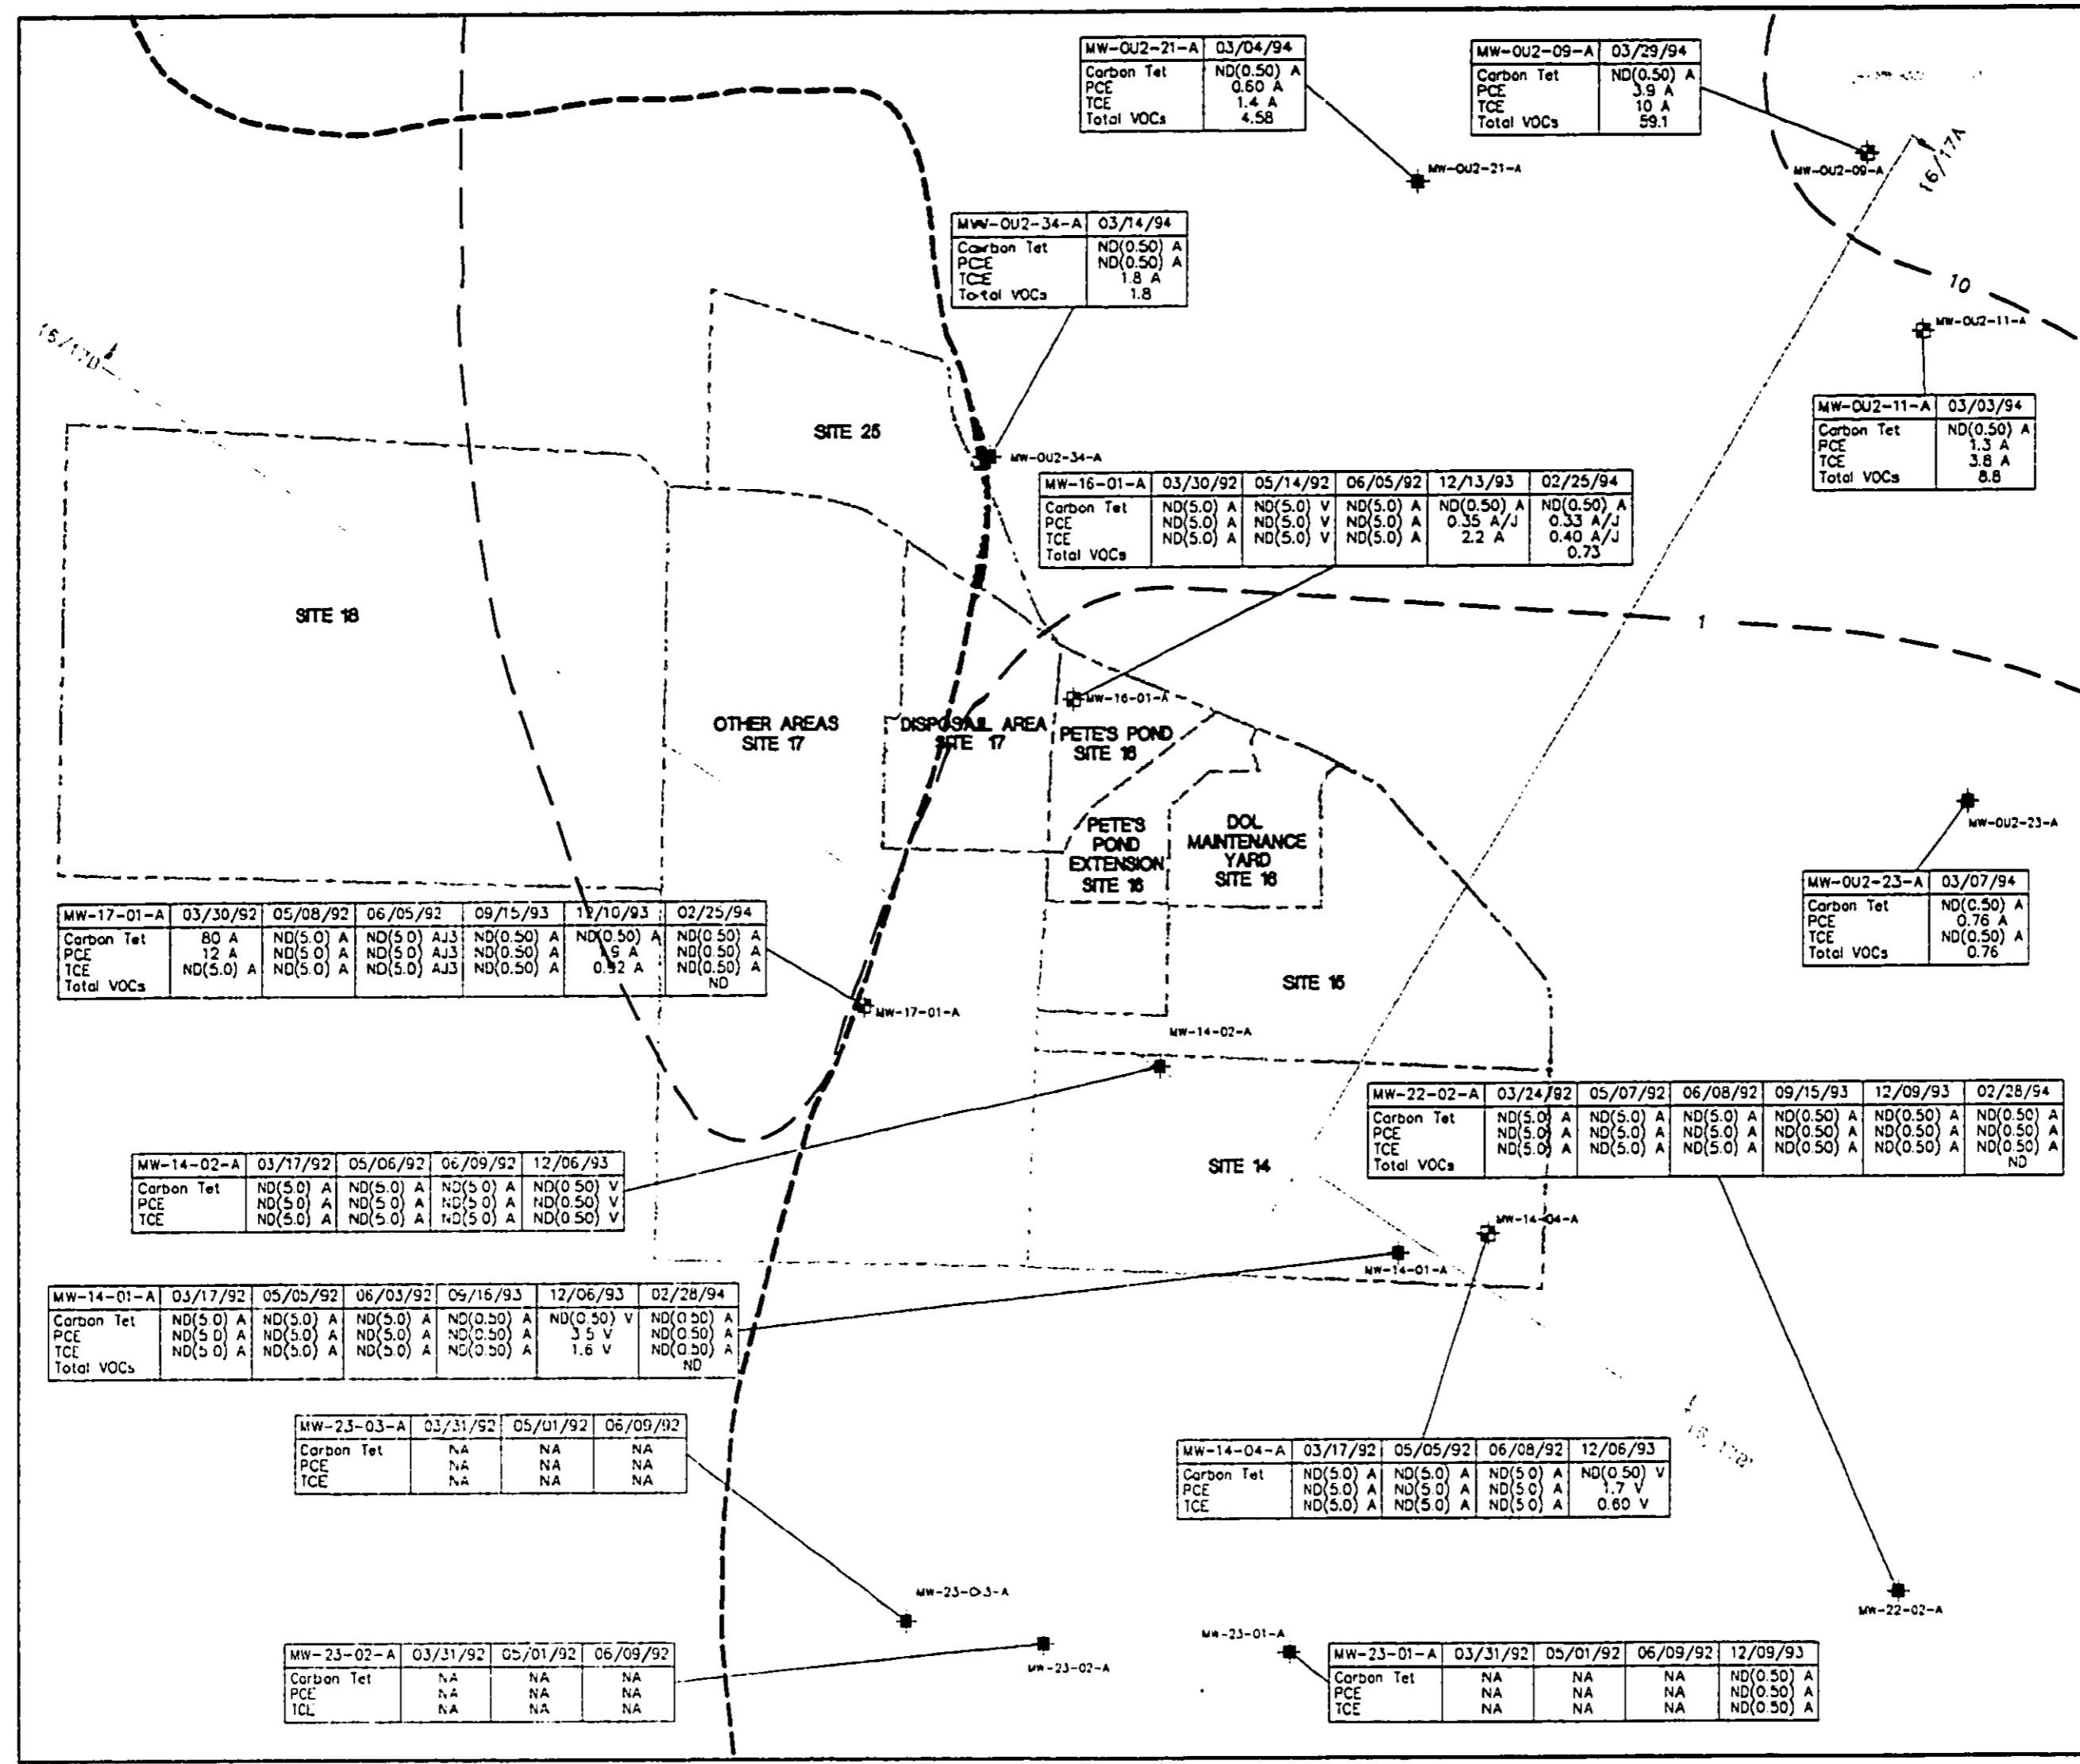 MW-OU2-21-A 03/04/94
Carbon Tet ND(0.50) A
PCE 0.60 A
TCE 1.4 A
Total VOCs 4.58
MW-OU2-09-A 03/29/94
Carbon Tet ND(0.50) A
PCE 3.9 A
TCE 10 A
Total VOCs 59.1
MW-OU2-21-A
MW-OU2-09-A
16/17A
MW-OU2-34-A 03/14/94
Carbon Tet ND(0.50) A
PCE ND(0.50) A
TCE 1.8 A
Total VOCs 1.8
10
MW-OU2-11-A
16/17D
MW-OU2-11-A 03/03/94
Carbon Tet ND(0.50) A
PCE 1.3 A
TCE 3.8 A
Total VOCs 8.8
SITE 25
MW-OU2-34-A
MW-16-01-A 03/30/92 05/14/92 06/05/92 12/13/93 02/25/94
Carbon Tet ND(5.0) A ND(5.0) V ND(5.0) A ND(0.50) A ND(0.50) A
PCE ND(5.0) A ND(5.0) V ND(5.0) A 0.35 A/J 0.33 A/J
TCE ND(5.0) A ND(5.0) V ND(5.0) A 2.2 A 0.40 A/J
Total VOCs 0.73
SITE 18
1
MW-16-01-A
OTHER AREAS
SITE 17
DISPOSAL AREA
SITE 17
PETE'S POND
SITE 16
PETE'S
POND
EXTENSION
SITE 16
DOL
MAINTENANCE
YARD
SITE 16
MW-OU2-23-A
MW-OU2-23-A 03/07/94
Carbon Tet ND(0.50) A
PCE 0.76 A
TCE ND(0.50) A
Total VOCs 0.76
MW-17-01-A 03/30/92 05/08/92 06/05/92 09/15/93 12/10/93 02/25/94
Carbon Tet 80 A ND(5.0) A ND(5.0) AJ3 ND(0.50) A ND(0.50) A ND(0.50) A
PCE 12 A ND(5.0) A ND(5.0) AJ3 ND(0.50) A 1.9 A ND(0.50) A
TCE ND(5.0) A ND(5.0) A ND(5.0) AJ3 ND(0.50) A 0.92 A ND(0.50) A
Total VOCs ND
SITE 15
MW-17-01-A
MW-14-02-A
MW-22-02-A 03/24/92 05/07/92 06/08/92 09/15/93 12/09/93 02/28/94
Carbon Tet ND(5.0) A ND(5.0) A ND(5.0) A ND(0.50) A ND(0.50) A ND(0.50) A
PCE ND(5.0) A ND(5.0) A ND(5.0) A ND(0.50) A ND(0.50) A ND(0.50) A
TCE ND(5.0) A ND(5.0) A ND(5.0) A ND(0.50) A ND(0.50) A ND(0.50) A
Total VOCs ND
MW-14-02-A 03/17/92 05/06/92 06/09/92 12/06/93
Carbon Tet ND(5.0) A ND(5.0) A ND(5.0) A ND(0.50) V
PCE ND(5.0) A ND(5.0) A ND(5.0) A ND(0.50) V
TCE ND(5.0) A ND(5.0) A ND(5.0) A ND(0.50) V
SITE 14
MW-14-04-A
MW-14-01-A
MW-14-01-A 03/17/92 05/05/92 06/03/92 09/16/93 12/06/93 02/28/94
Carbon Tet ND(5.0) A ND(5.0) A ND(5.0) A ND(0.50) A ND(0.50) V ND(0.50) A
PCE ND(5.0) A ND(5.0) A ND(5.0) A ND(0.50) A 3.5 V ND(0.50) A
TCE ND(5.0) A ND(5.0) A ND(5.0) A ND(0.50) A 1.6 V ND(0.50) A
Total VOCs ND
MW-23-03-A 03/31/92 05/01/92 06/09/92
Carbon Tet NA NA NA
PCE NA NA NA
TCE NA NA NA
MW-14-04-A 03/17/92 05/05/92 06/08/92 12/06/93
Carbon Tet ND(5.0) A ND(5.0) A ND(5.0) A ND(0.50) V
PCE ND(5.0) A ND(5.0) A ND(5.0) A 1.7 V
TCE ND(5.0) A ND(5.0) A ND(5.0) A 0.60 V
MW-23-03-A
MW-22-02-A
MW-23-02-A 03/31/92 05/01/92 06/09/92
Carbon Tet NA NA NA
PCE NA NA NA
TCE NA NA NA
MW-23-02-A
MW-23-01-A
MW-23-01-A 03/31/92 05/01/92 06/09/92 12/09/93
Carbon Tet NA NA NA ND(0.50) A
PCE NA NA NA ND(0.50) A
TCE NA NA NA ND(0.50) A